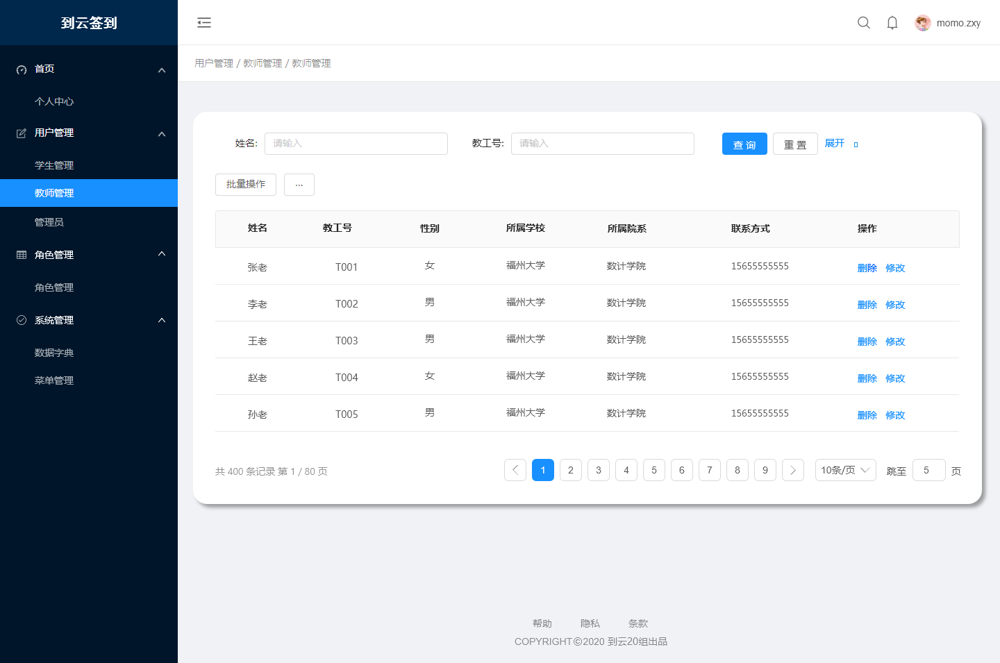 到云签到
momo.zxy
用户管理 / 教师管理 / 教师管理
首页
个人中心
用户管理
学生管理
教师管理
管理员
角色管理
角色管理
系统管理
数据字典
菜单管理
姓名: 请输入 教工号: 请输入 查 询 重 置 展开
批量操作 ...
姓名 教工号 性别 所属学校 所属院系 联系方式 操作
张老 T001 女 福州大学 数计学院 15655555555 删除 修改
李老 T002 男 福州大学 数计学院 15655555555 删除 修改
王老 T003 男 福州大学 数计学院 15655555555 删除 修改
赵老 T004 女 福州大学 数计学院 15655555555 删除 修改
孙老 T005 男 福州大学 数计学院 15655555555 删除 修改
共 400 条记录 第 1 / 80 页 1 2 3 4 5 6 7 8 9 10条/页 跳至 5 页
帮助 隐私 条款
COPYRIGHT©2020 到云20组出品